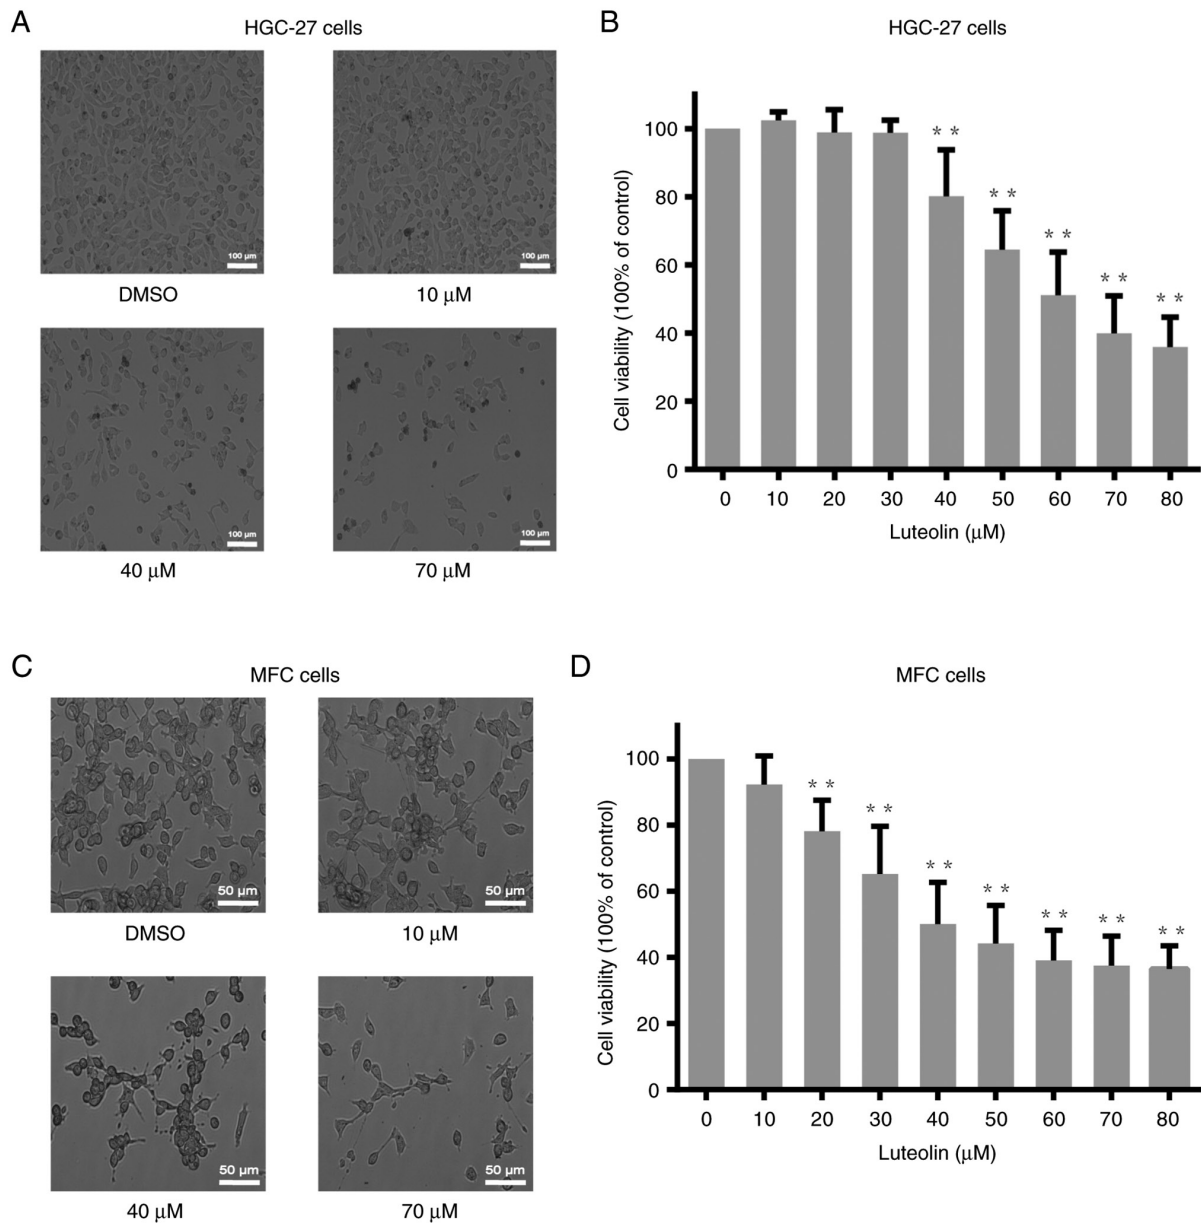 A
HGC-27 cells
100 μm
100 μm
DMSO
10 μM
100 μm
100 μm
40 μM
70 μM
B
HGC-27 cells
Cell viability (100% of control)
100
80
60
40
20
0
* *
* *
* *
* *
* *
0 10 20 30 40 50 60 70 80
Luteolin (μM)
C
MFC cells
50 μm
50 μm
DMSO
10 μM
50 μm
50 μm
40 μM
70 μM
D
MFC cells
Cell viability (100% of control)
100
80
60
40
20
0
* *
* *
* *
* *
* *
* *
* *
0 10 20 30 40 50 60 70 80
Luteolin (μM)